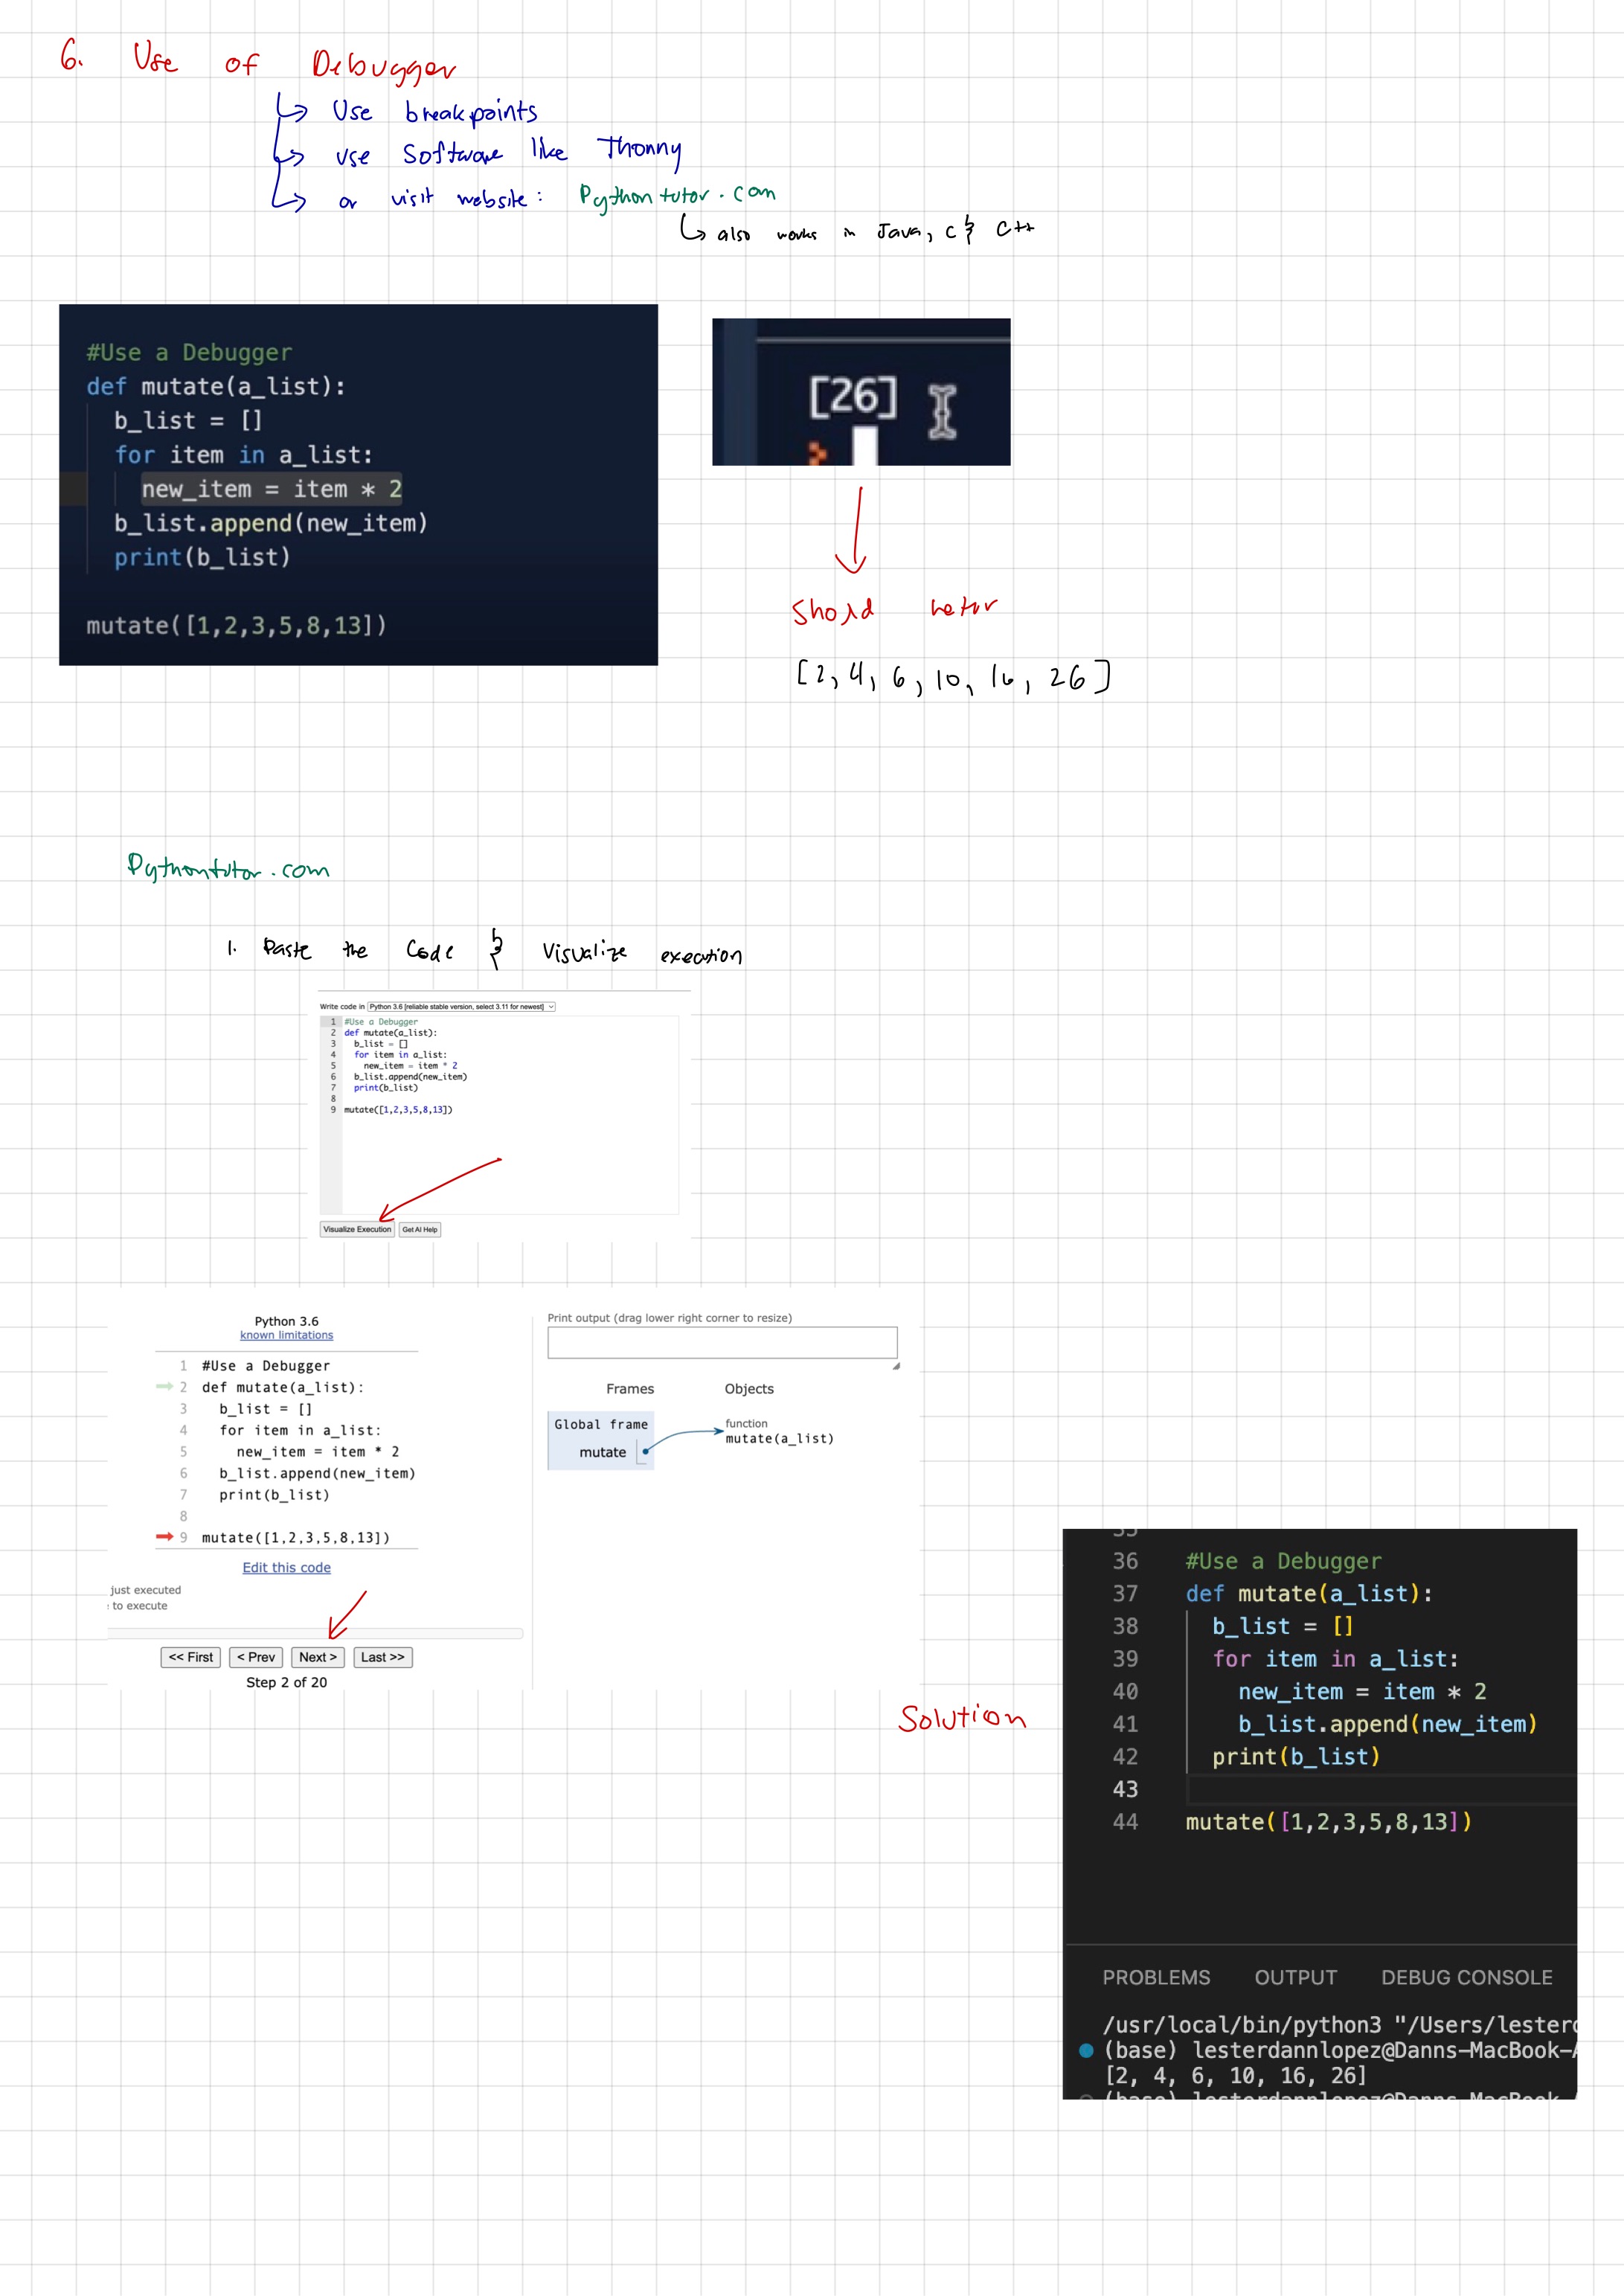 6. Use of Debugger
Use breakpoints
use Software like Thonny
or visit website: Pythontutor.com
also works in Java, C & C++
#Use a Debugger
def mutate(a_list):
  b_list = []
  for item in a_list:
    new_item = item * 2
  b_list.append(new_item)
  print(b_list)
mutate([1,2,3,5,8,13])
[26]
Should
[2, 4, 6, 10, 16, 26]
Pythontutor.com
1. Paste the Code & Visualize execution
Write code in Python 3.6 [reliable stable version, select 3.11 for newest]
1 #Use a Debugger
2 def mutate(a_list):
3   b_list = []
4   for item in a_list:
5     new_item = item * 2
6   b_list.append(new_item)
7   print(b_list)
8
9 mutate([1,2,3,5,8,13])
Visualize Execution Get AI Help
Python 3.6
known limitations
1 #Use a Debugger
2 def mutate(a_list):
3   b_list = []
4   for item in a_list:
5     new_item = item * 2
6   b_list.append(new_item)
7   print(b_list)
8
9 mutate([1,2,3,5,8,13])
Edit this code
just executed
to execute
<< First < Prev Next > Last >>
Step 2 of 20
Print output (drag lower right corner to resize)
Frames Objects
Global frame
mutate
function
mutate(a_list)
Solution
36 #Use a Debugger
37 def mutate(a_list):
38   b_list = []
39   for item in a_list:
40     new_item = item * 2
41     b_list.append(new_item)
42   print(b_list)
43
44 mutate([1,2,3,5,8,13])
PROBLEMS OUTPUT DEBUG CONSOLE
/usr/local/bin/python3 "/Users/lester
(base) lesterdannlopez@Danns-MacBook-
[2, 4, 6, 10, 16, 26]
(base) lesterdannlopez@Danns-MacBook-